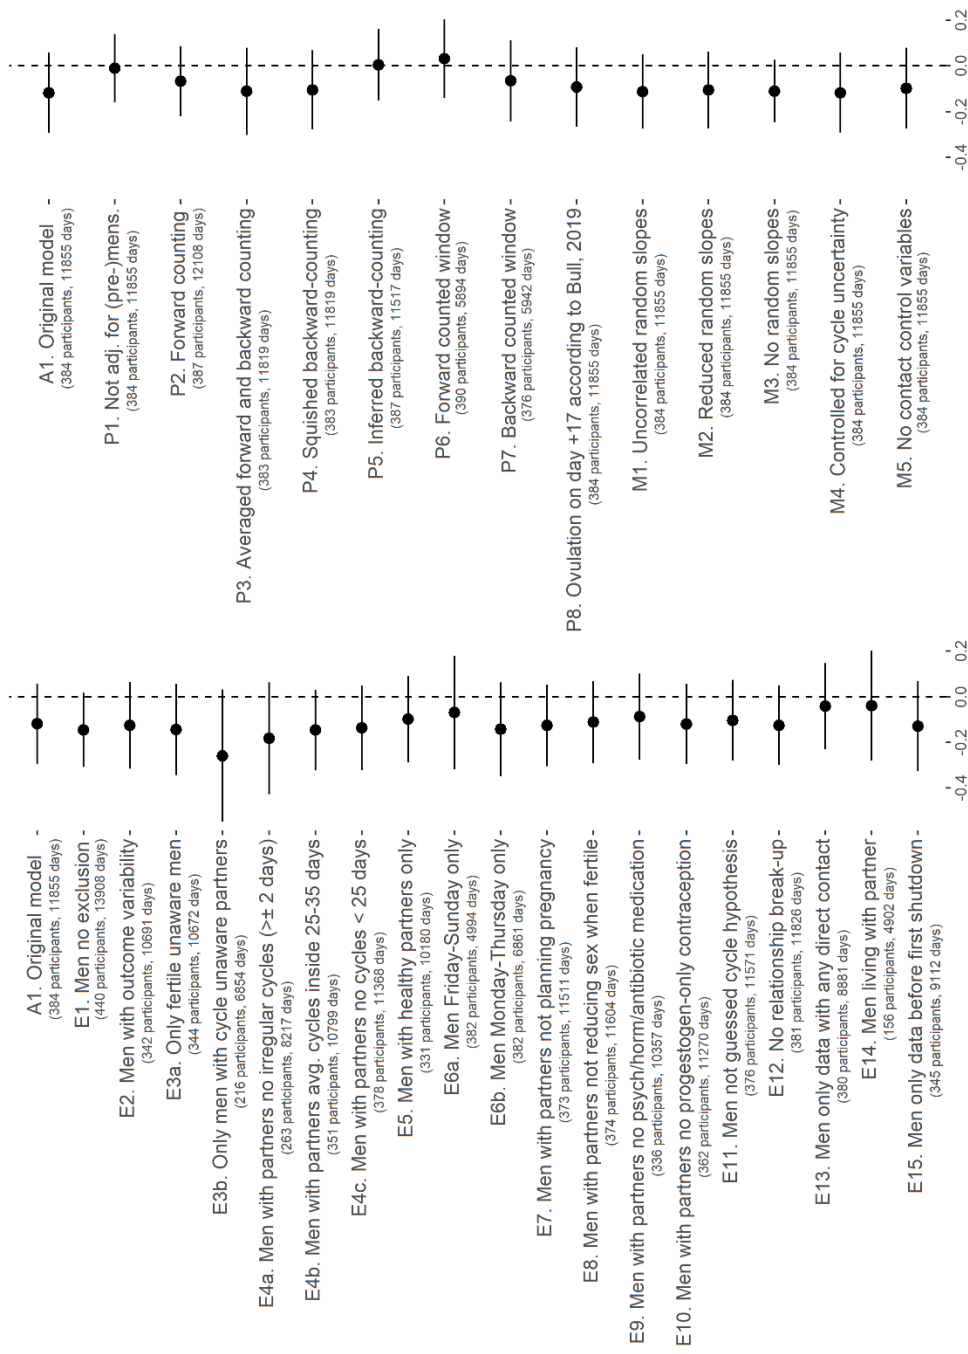 A1. Original model
(384 participants, 11855 days)
E1. Men no exclusion
(440 participants, 13908 days)
E2. Men with outcome variability
(342 participants, 10691 days)
E3a. Only fertile unaware men
(344 participants, 10672 days)
E3b. Only men with cycle unaware partners
(216 participants, 6854 days)
E4a. Men with partners no irregular cycles (>± 2 days)
(263 participants, 8217 days)
E4b. Men with partners avg. cycles inside 25-35 days
(351 participants, 10799 days)
E4c. Men with partners no cycles < 25 days
(378 participants, 11368 days)
E5. Men with healthy partners only
(331 participants, 10180 days)
E6a. Men Friday-Sunday only
(382 participants, 4994 days)
E6b. Men Monday-Thursday only
(382 participants, 6861 days)
E7. Men with partners not planning pregnancy
(373 participants, 11511 days)
E8. Men with partners not reducing sex when fertile
(374 participants, 11604 days)
E9. Men with partners no psych/horm/antibiotic medication
(336 participants, 10357 days)
E10. Men with partners no progestogen-only contraception
(362 participants, 11270 days)
E11. Men not guessed cycle hypothesis
(376 participants, 11571 days)
E12. No relationship break-up
(381 participants, 11826 days)
E13. Men only data with any direct contact
(380 participants, 8881 days)
E14. Men living with partner
(156 participants, 4902 days)
E15. Men only data before first shutdown
(345 participants, 9112 days)
-0.4 -0.2 0.0 0.2
A1. Original model
(384 participants, 11855 days)
P1. Not adj. for (pre-)mens.
(384 participants, 11855 days)
P2. Forward counting
(387 participants, 12108 days)
P3. Averaged forward and backward counting
(383 participants, 11819 days)
P4. Squished backward-counting
(383 participants, 11819 days)
P5. Inferred backward-counting
(387 participants, 11517 days)
P6. Forward counted window
(390 participants, 5894 days)
P7. Backward counted window
(376 participants, 5942 days)
P8. Ovulation on day +17 according to Bull, 2019
(384 participants, 11855 days)
M1. Uncorrelated random slopes
(384 participants, 11855 days)
M2. Reduced random slopes
(384 participants, 11855 days)
M3. No random slopes
(384 participants, 11855 days)
M4. Controlled for cycle uncertainty
(384 participants, 11855 days)
M5. No contact control variables
(384 participants, 11855 days)
-0.4 -0.2 0.0 0.2